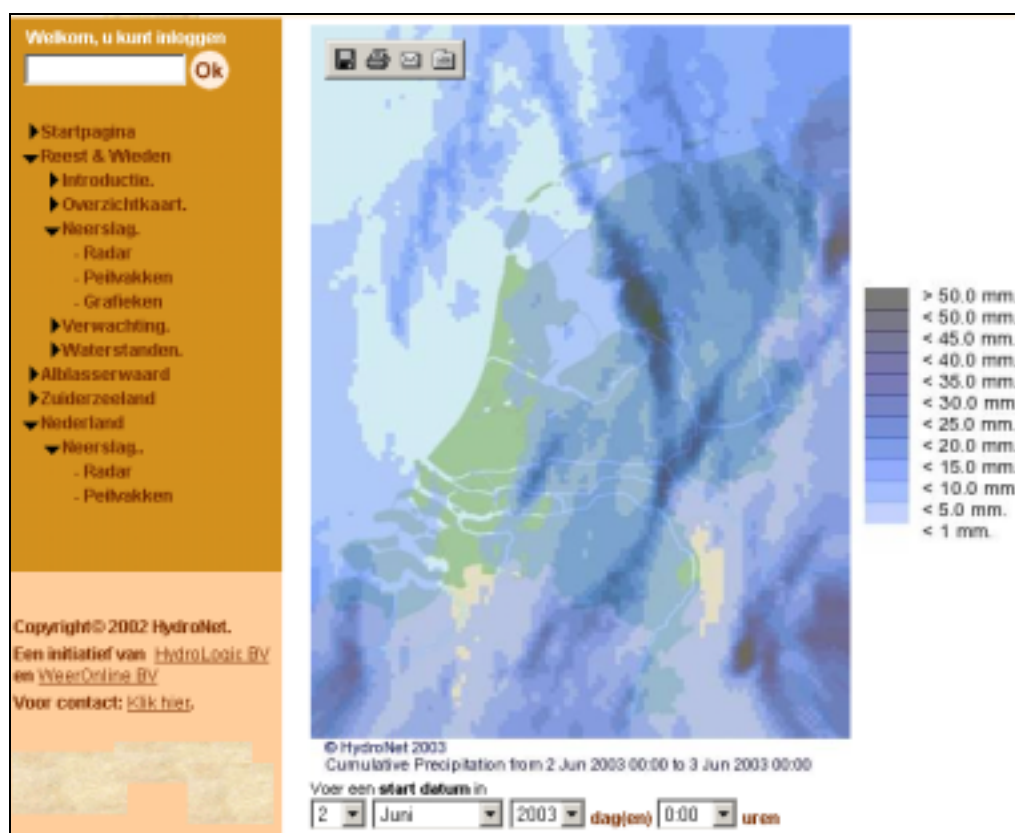 Welkom, u kunt inloggen
Ok
Startpagina
Reest & Wieden
Introductie.
Overzichtkaart.
Neerslag.
- Radar
- Peilvakken
- Grafieken
Verwachting.
Waterstanden.
Alblasserwaard
Zuiderzeeland
Nederland
Neerslag..
- Radar
- Peilvakken
Copyright© 2002 HydroNet.
Een initiatief van HydroLogic BV
en WeerOnline BV
Voor contact: Klik hier.
> 50.0 mm.
< 50.0 mm.
< 45.0 mm.
< 40.0 mm.
< 35.0 mm.
< 30.0 mm
< 25.0 mm.
< 20.0 mm.
< 15.0 mm.
< 10.0 mm
< 5.0 mm.
< 1 mm.
© HydroNet 2003
Cumulative Precipitation from 2 Jun 2003 00:00 to 3 Jun 2003 00:00
Voer een start datum in
2 Juni 2003 dag(en) 0:00 uren